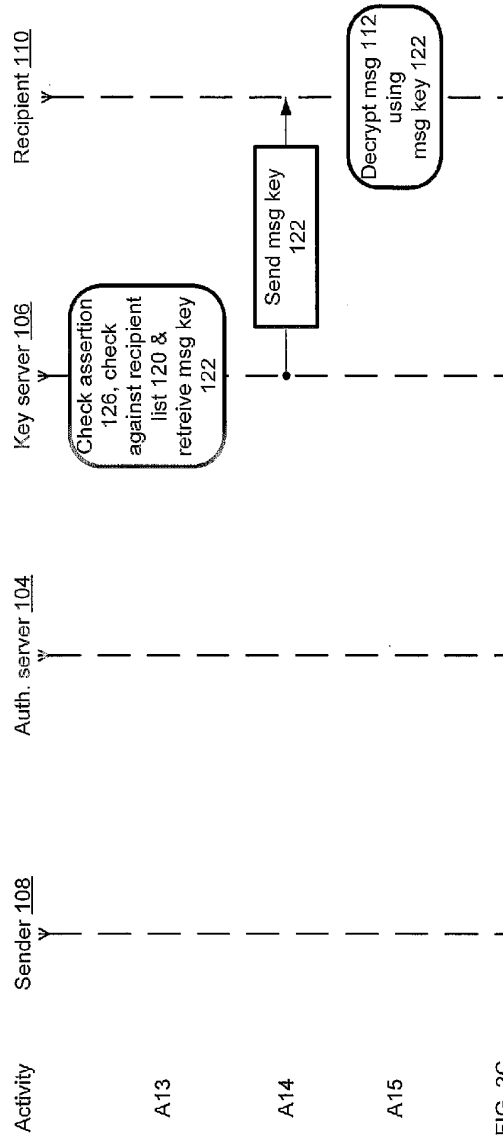 Activity
Sender 108
Auth. server 104
Key server 106
Recipient 110
A13
Check assertion
126, check
against recipient
list 120 &
retreive msg key
122
A14
Send msg key
122
A15
Decrypt msg 112
using
msg key 122